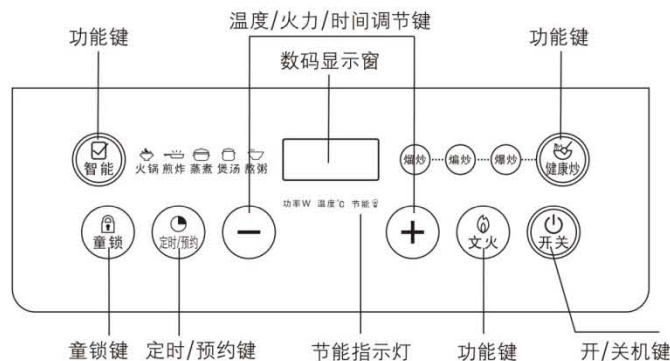 温度/火力/时间调节键
功能键
数码显示窗
功能键
智能
火锅 煎炸 蒸煮 煲汤 熬粥
熘炒 煸炒 爆炒
健康炒
功率W 温度℃ 节能
童锁
定时/预约
−
+
文火
开关
童锁键
定时/预约键
节能指示灯
功能键
开/关机键